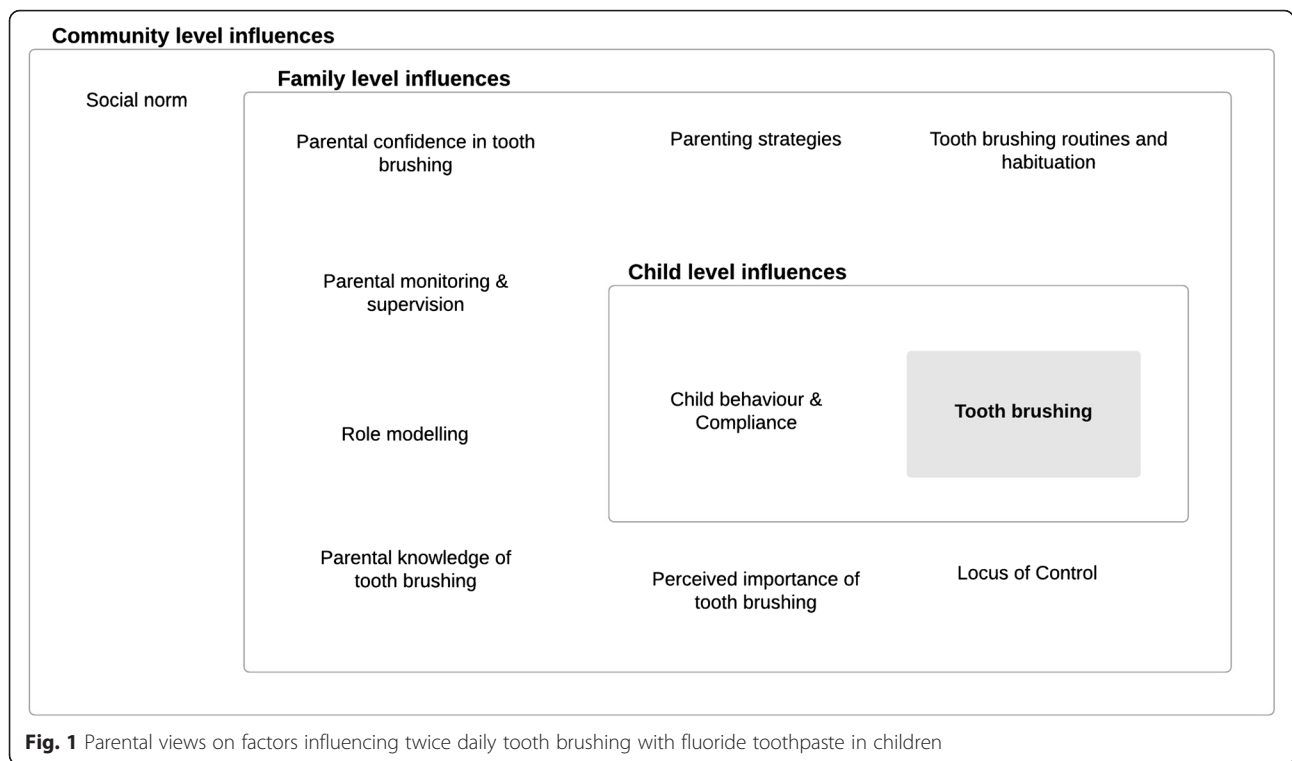 Community level influences
Social norm
Family level influences
Parental confidence in tooth
brushing
Parenting strategies
Tooth brushing routines and
habituation
Parental monitoring &
supervision
Child level influences
Child behaviour &
Compliance
Tooth brushing
Role modelling
Parental knowledge of
tooth brushing
Perceived importance of
tooth brushing
Locus of Control
Fig. 1 Parental views on factors influencing twice daily tooth brushing with fluoride toothpaste in children